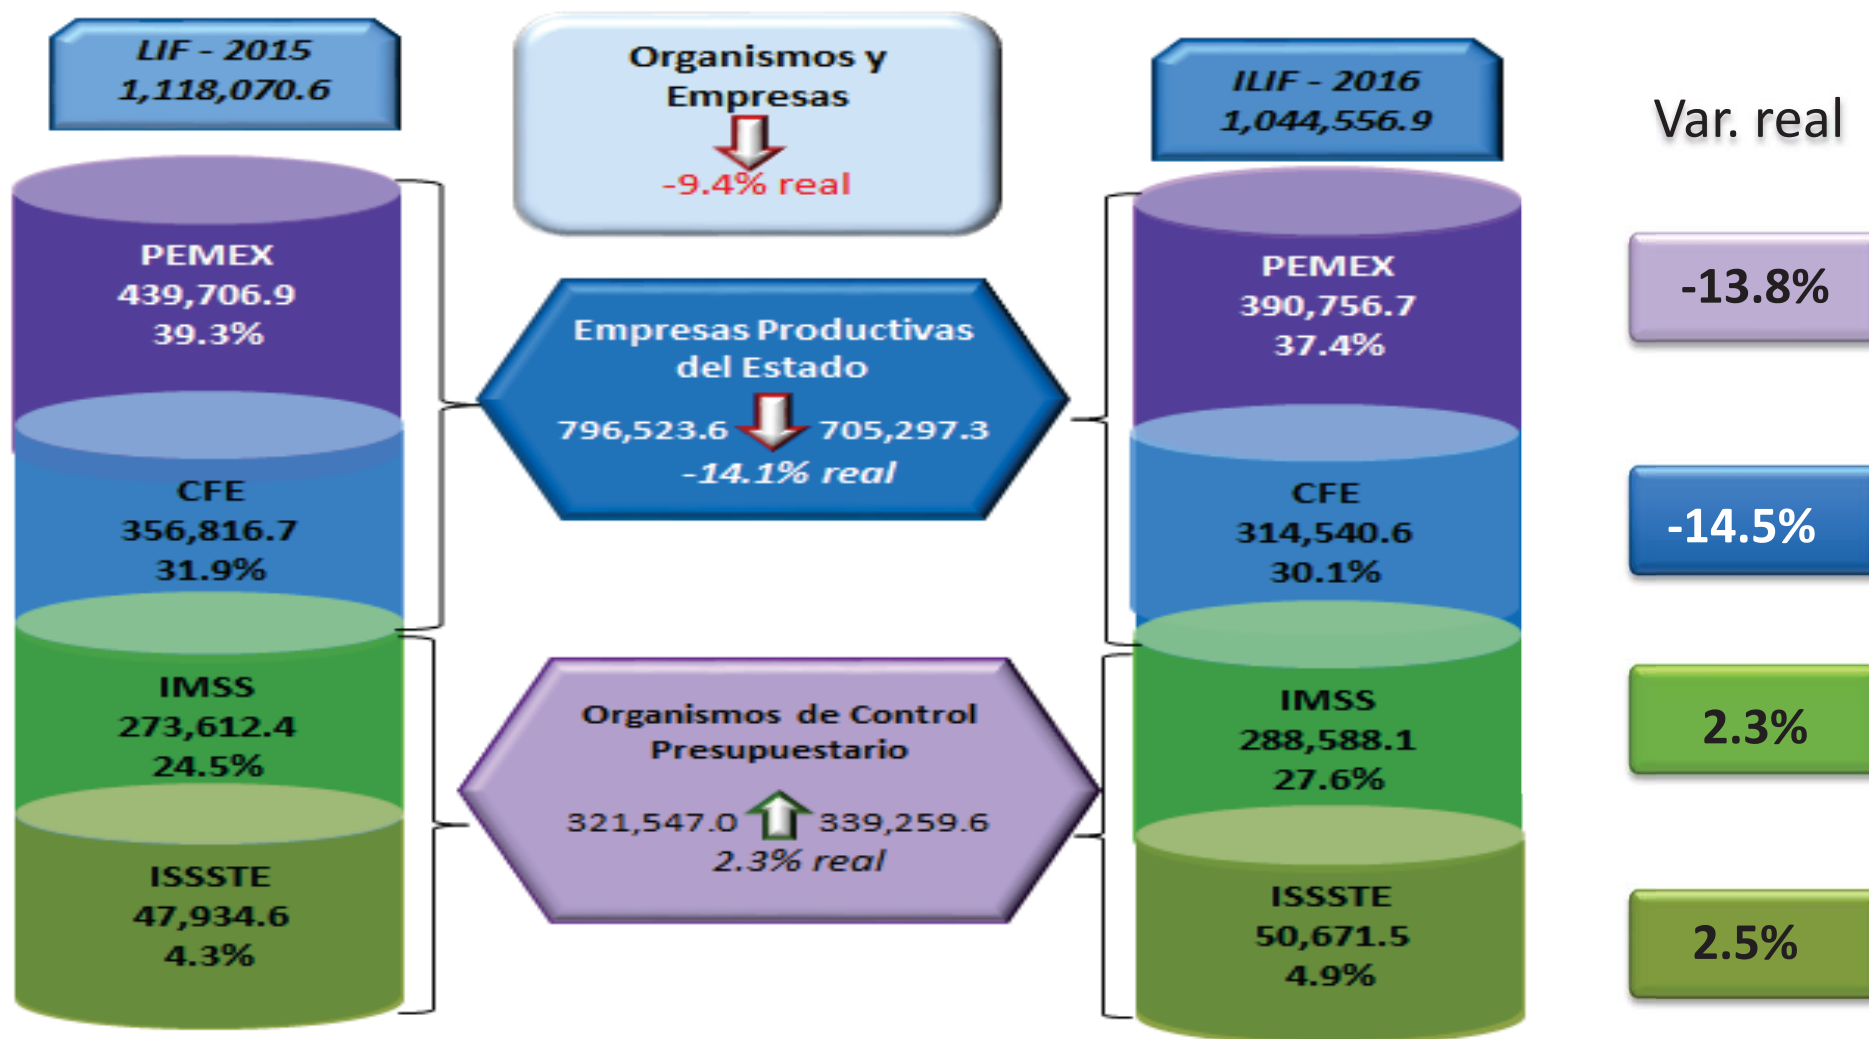 LIF - 2015
1,118,070.6
Organismos y
Empresas
-9.4% real
ILIF - 2016
1,044,556.9
Var. real
PEMEX
439,706.9
39.3%
CFE
356,816.7
31.9%
IMSS
273,612.4
24.5%
ISSSTE
47,934.6
4.3%
Empresas Productivas
del Estado
796,523.6 705,297.3
-14.1% real
Organismos de Control
Presupuestario
321,547.0 339,259.6
2.3% real
PEMEX
390,756.7
37.4%
CFE
314,540.6
30.1%
IMSS
288,588.1
27.6%
ISSSTE
50,671.5
4.9%
-13.8%
-14.5%
2.3%
2.5%